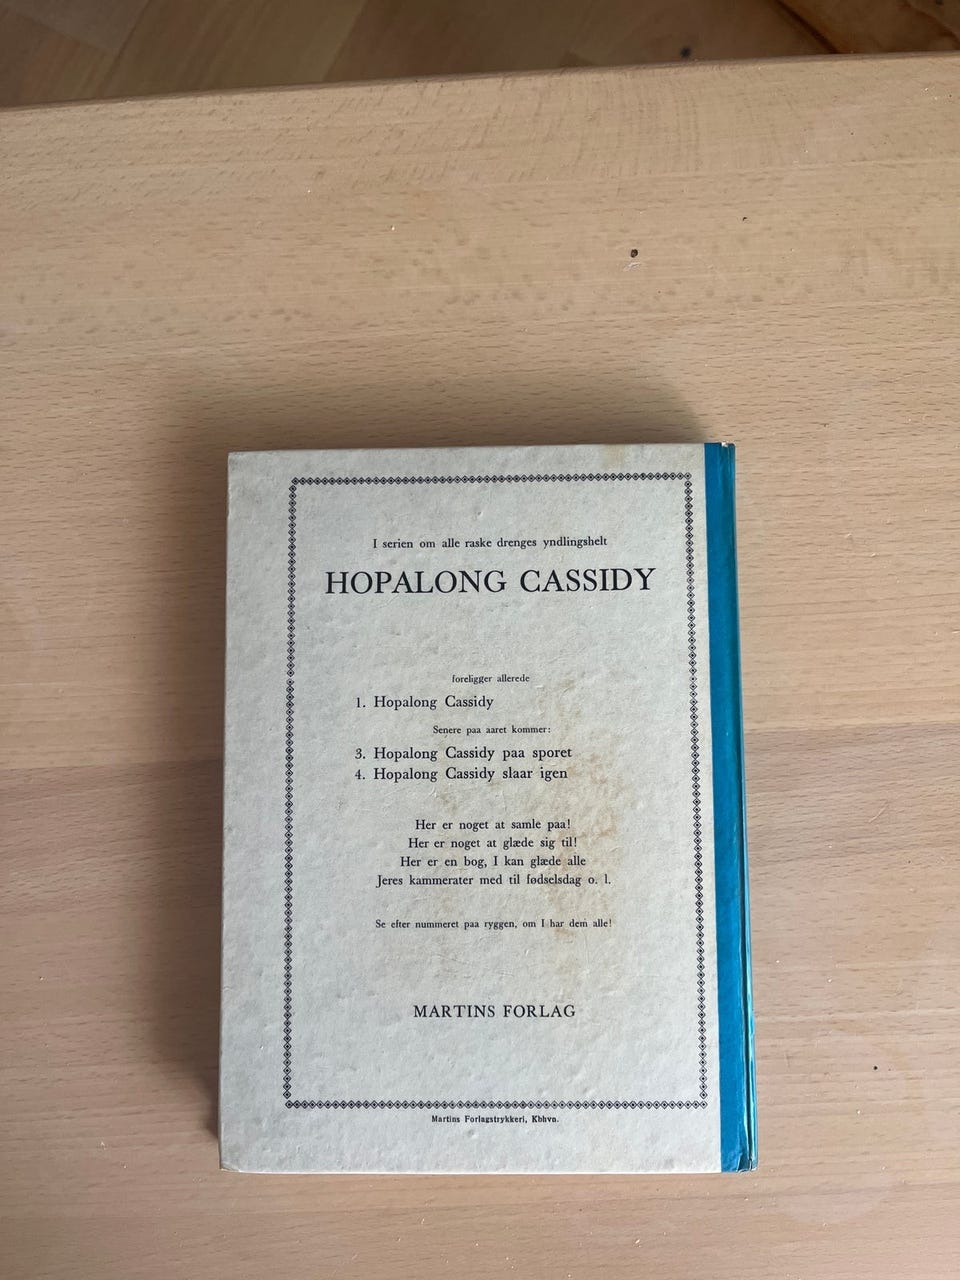 I serien om alle raske drenges yndlingshelt
HOPALONG CASSIDY
foreligger allerede
1. Hopalong Cassidy
Senere paa aaret kommer:
3. Hopalong Cassidy paa sporet
4. Hopalong Cassidy slaar igen
Her er noget at samle paa!
Her er noget at glæde sig til!
Her er en bog, I kan glæde alle
Jeres kammerater med til fødselsdag o. l.
Se efter nummeret paa ryggen, om I har dem alle!
MARTINS FORLAG
Martins Forlagstrykkeri, Kbhvn.